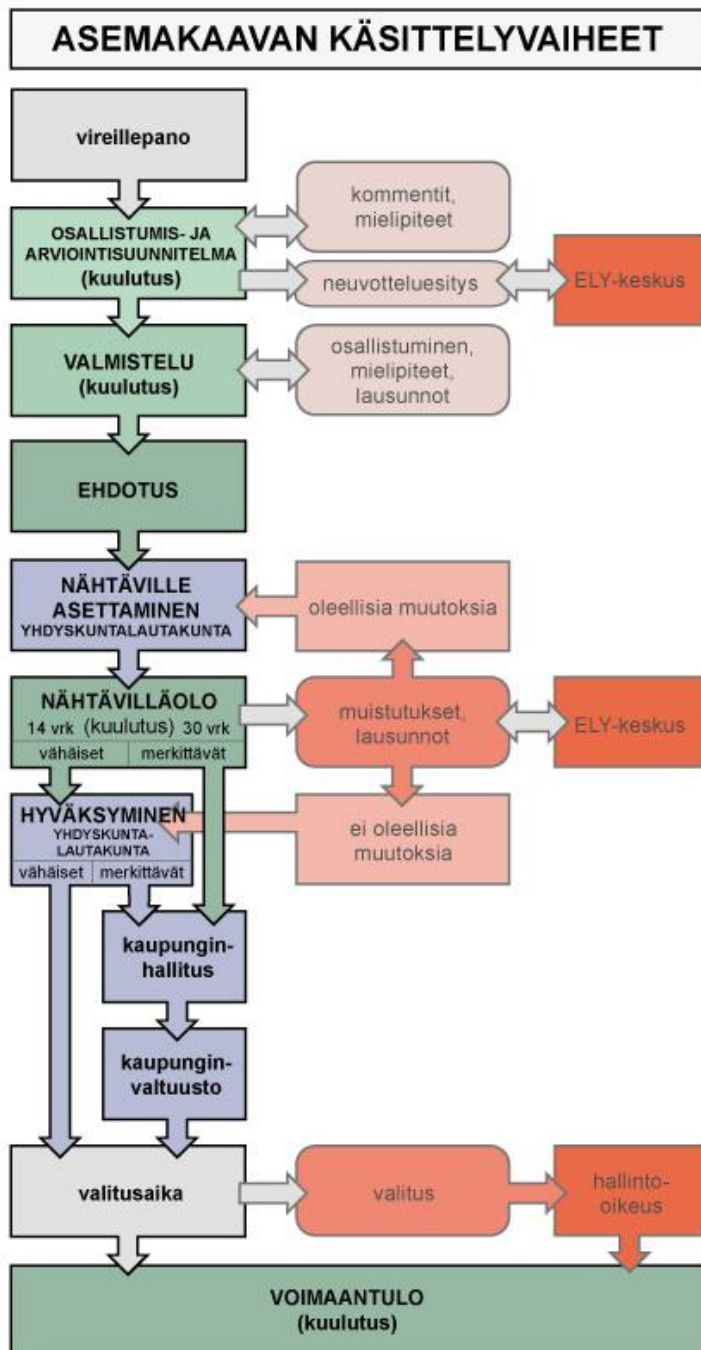 ASEMAKAAVAN KÄSITTELYVAIHEET
vireillepano
kommentit,
mielipiteet
OSALLISTUMIS- JA
ARVIOINTISUUNNITELMA
(kuulutus)
neuvotteluesitys
ELY-keskus
VALMISTELU
(kuulutus)
osallistuminen,
mielipiteet,
lausunnot
EHDOTUS
NÄHTÄVILLE
ASETTAMINEN
YHDYSKUNTALAUTAKUNTA
oleellisia muutoksia
NÄHTÄVILLÄOLO
14 vrk (kuulutus) 30 vrk
vähäiset merkittävät
muistutukset,
lausunnot
ELY-keskus
HYVÄKSYMINEN
YHDYSKUNTA-
LAUTAKUNTA
vähäiset merkittävät
ei oleellisia
muutoksia
kaupungin-
hallitus
kaupungin-
valtuusto
valitusaika
valitus
hallinto-
oikeus
VOIMAANTULO
(kuulutus)